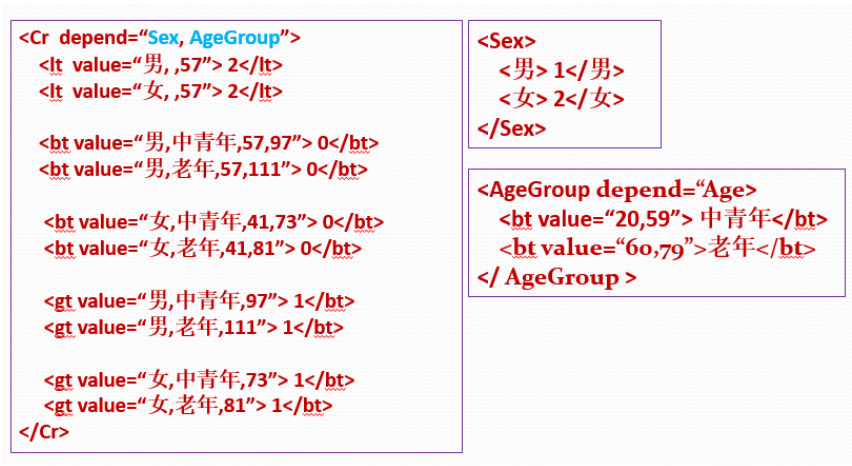 <Cr depend=“Sex, AgeGroup”>
<lt value=“男, ,57”> 2</lt>
<lt value=“女, ,57”> 2</lt>
<bt value=“男,中青年,57,97”> 0</bt>
<bt value=“男,老年,57,111”> 0</bt>
<bt value=“女,中青年,41,73”> 0</bt>
<bt value=“女,老年,41,81”> 0</bt>
<gt value=“男,中青年,97”> 1</bt>
<gt value=“男,老年,111”> 1</bt>
<gt value=“女,中青年,73”> 1</bt>
<gt value=“女,老年,81”> 1</bt>
</Cr>
<Sex>
<男> 1</男>
<女> 2</女>
</Sex>
<AgeGroup depend=“Age>
<bt value=“20,59”> 中青年</bt>
<bt value=“60,79”>老年</bt>
</ AgeGroup >